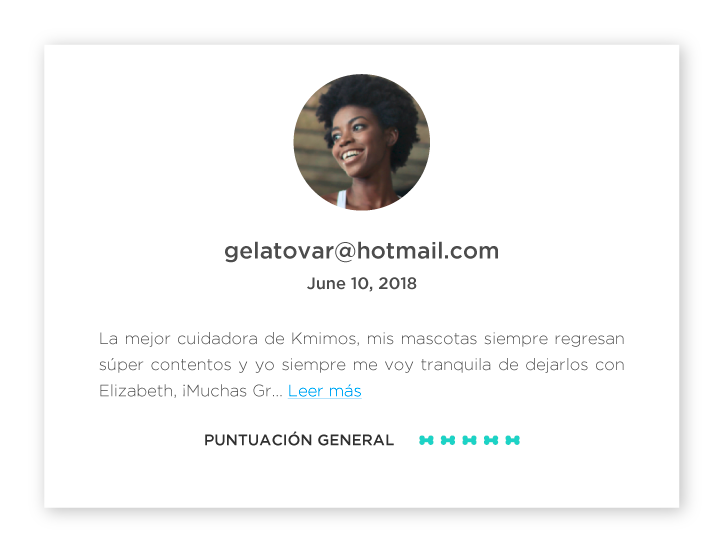 gelatovar@hotmail.com
June 10, 2018
La mejor cuidadora de Kmimos, mis mascotas siempre regresan
súper contentos y yo siempre me voy tranquila de dejarlos con
Elizabeth, ¡Muchas Gr... Leer más
PUNTUACIÓN GENERAL